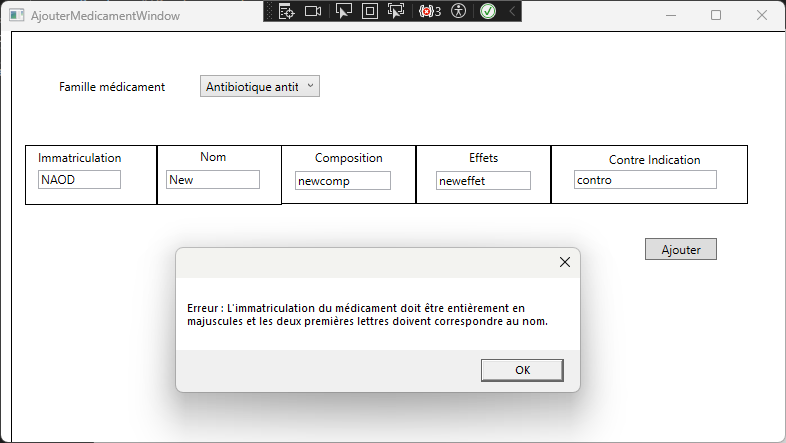 AjouterMedicamentWindow
3
Famille médicament
Antibiotique antit
Immatriculation
Nom
Composition
Effets
Contre Indication
NAOD
New
newcomp
neweffet
contro
Ajouter
Erreur : L'immatriculation du médicament doit être entièrement en
majuscules et les deux premières lettres doivent correspondre au nom.
OK